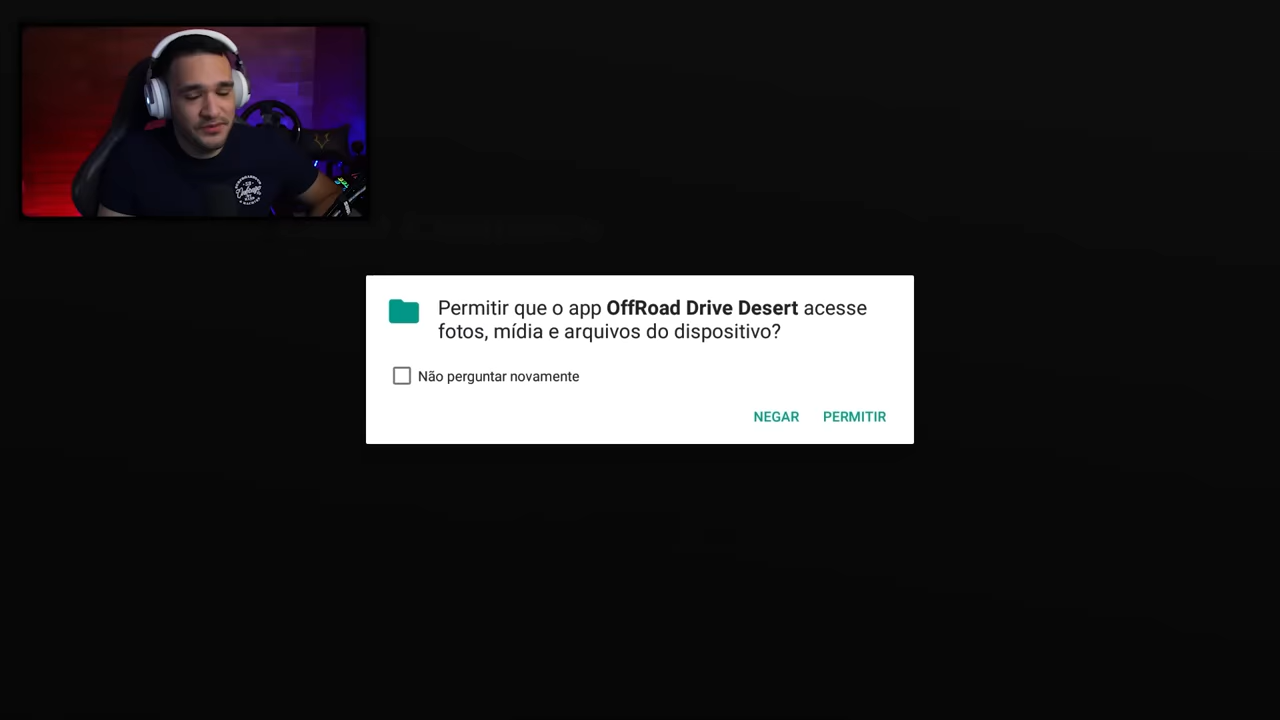 Permitir que o app OffRoad Drive Desert acesse
fotos, mídia e arquivos do dispositivo?
Não perguntar novamente
NEGAR
PERMITIR